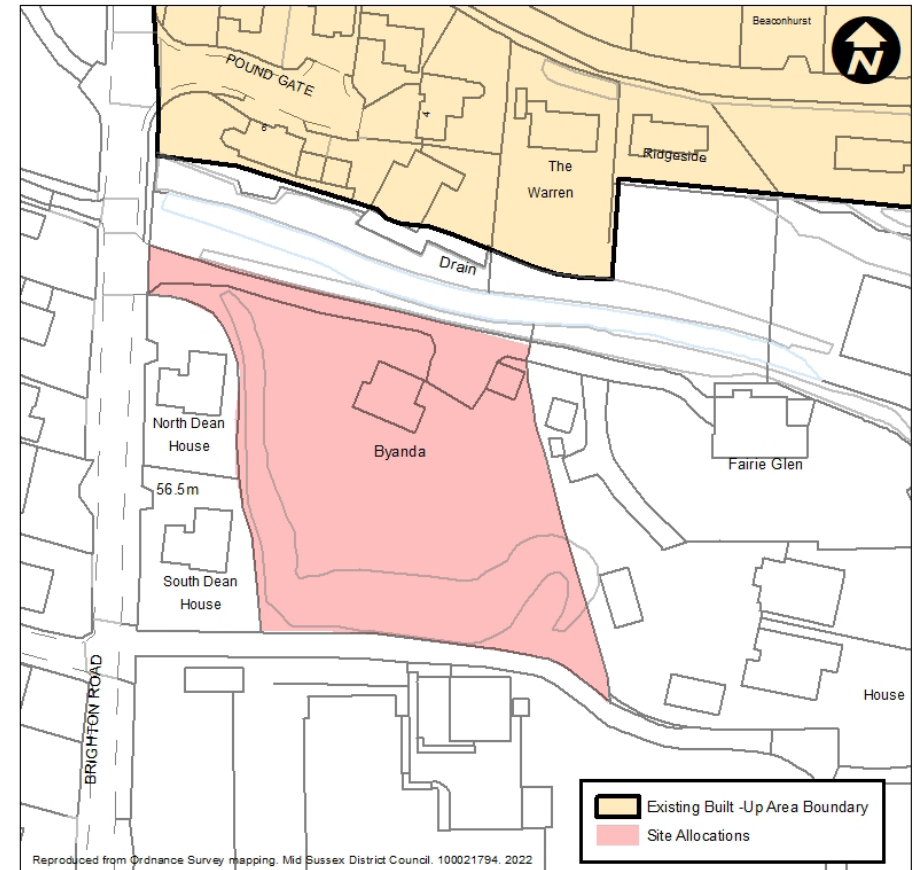 Beaconhurst
N
POUND GATE
4
6
The
Warren
Ridgeside
Drain
North Dean
House
56.5m
Byanda
Fairie Glen
South Dean
House
BRIGHTON ROAD
House
Existing Built -Up Area Boundary
Site Allocations
Reproduced from Ordnance Survey mapping. Mid Sussex District Council. 100021794. 2022